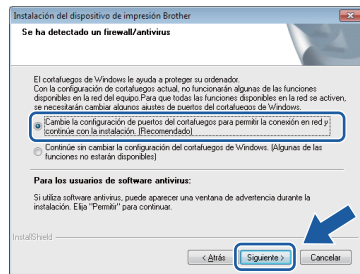 Instalación del dispositivo de impresión Brother
Se ha detectado un firewall/antivirus
El cortafuegos de Windows le ayuda a proteger su ordenador.
Con la configuración de cortafuegos actual, no funcionarán algunas de las funciones
disponibles en la red del equipo.Para que todas las funciones disponibles en la red se activen,
se necesitarán cambiar algunos ajustes de puertos del cortafuegos de Windows.
Cambie la configuración de puertos del cortafuegos para permitir la conexión en red y
continúe con la instalación. (Recomendado)
Continúe sin cambiar la configuración del cortafuegos de Windows. (Algunas de las
funciones no estarán disponibles)
Para los usuarios de software antivirus:
Si utiliza software antivirus, puede aparecer una ventana de advertencia durante la
instalación. Elija "Permitir" para continuar.
InstallShield
< Atrás
Siguiente >
Cancelar